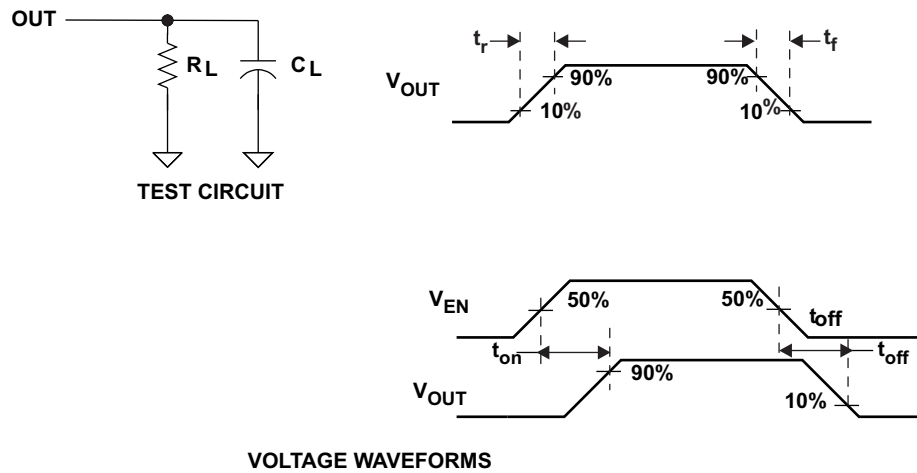 OUT
RL
CL
TEST CIRCUIT
tr
tf
VOUT
90%
90%
10%
10%
VEN
50%
50%
toff
ton
toff
VOUT
90%
10%
VOLTAGE WAVEFORMS